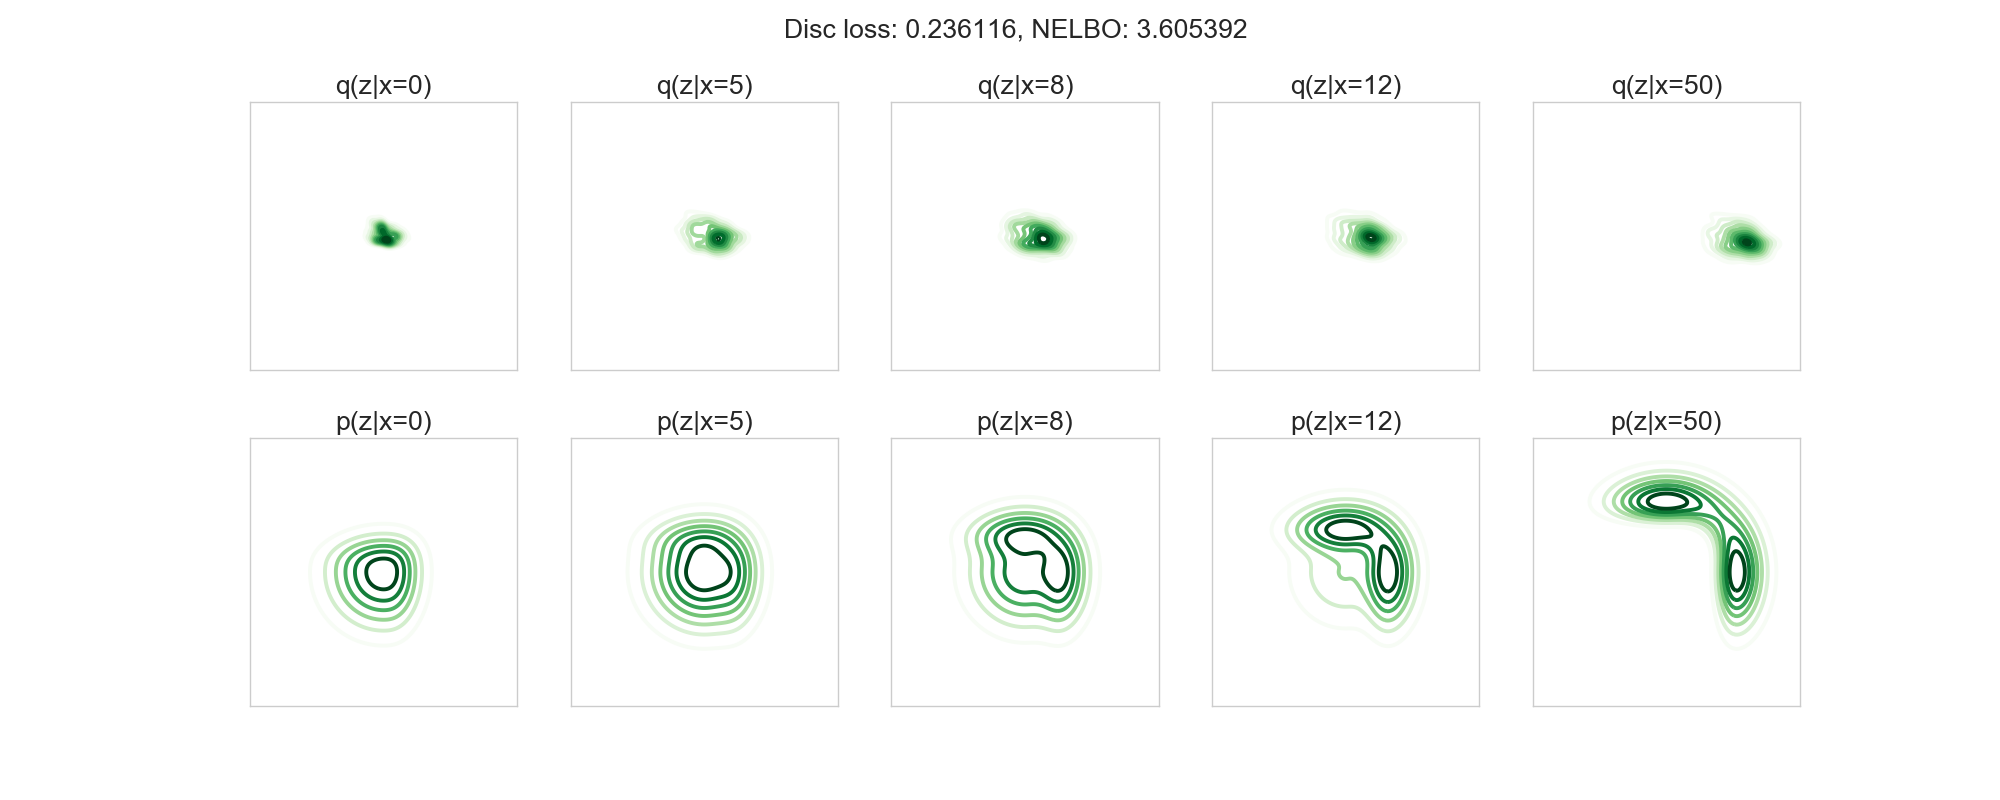 Disc loss: 0.236116, NELBO: 3.605392
q(z|x=0) q(z|x=5) q(z|x=8) q(z|x=12) q(z|x=50)
p(z|x=0) p(z|x=5) p(z|x=8) p(z|x=12) p(z|x=50)